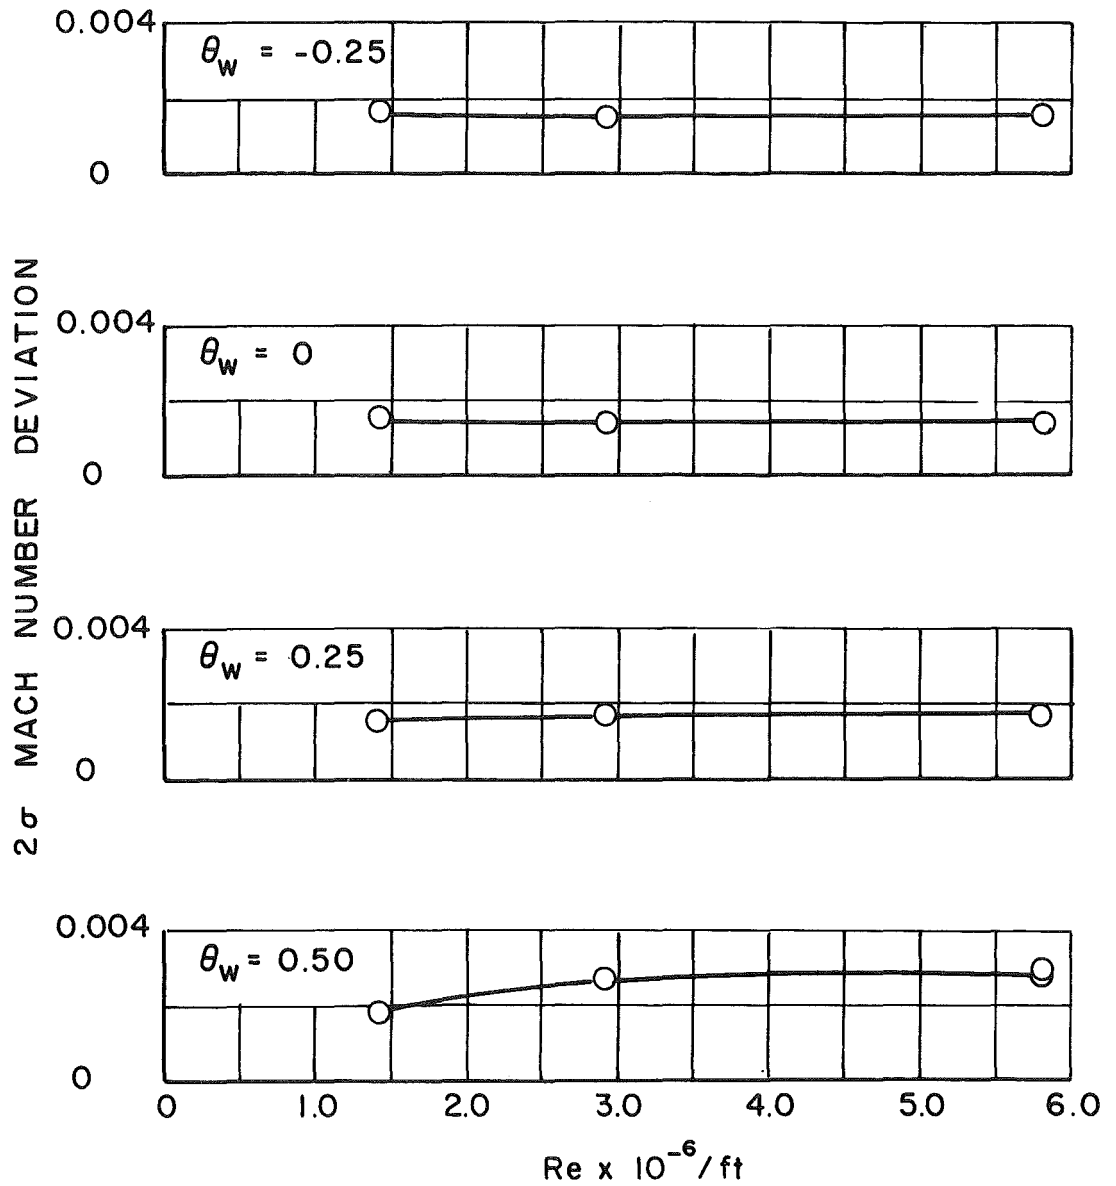 0.004
θw = -0.25
0
0.004
θw = 0
0
0.004
θw = 0.25
0
0.004
θw = 0.50
0
0 1.0 2.0 3.0 4.0 5.0 6.0
Re x 10⁻⁶/ft
2σ MACH NUMBER DEVIATION